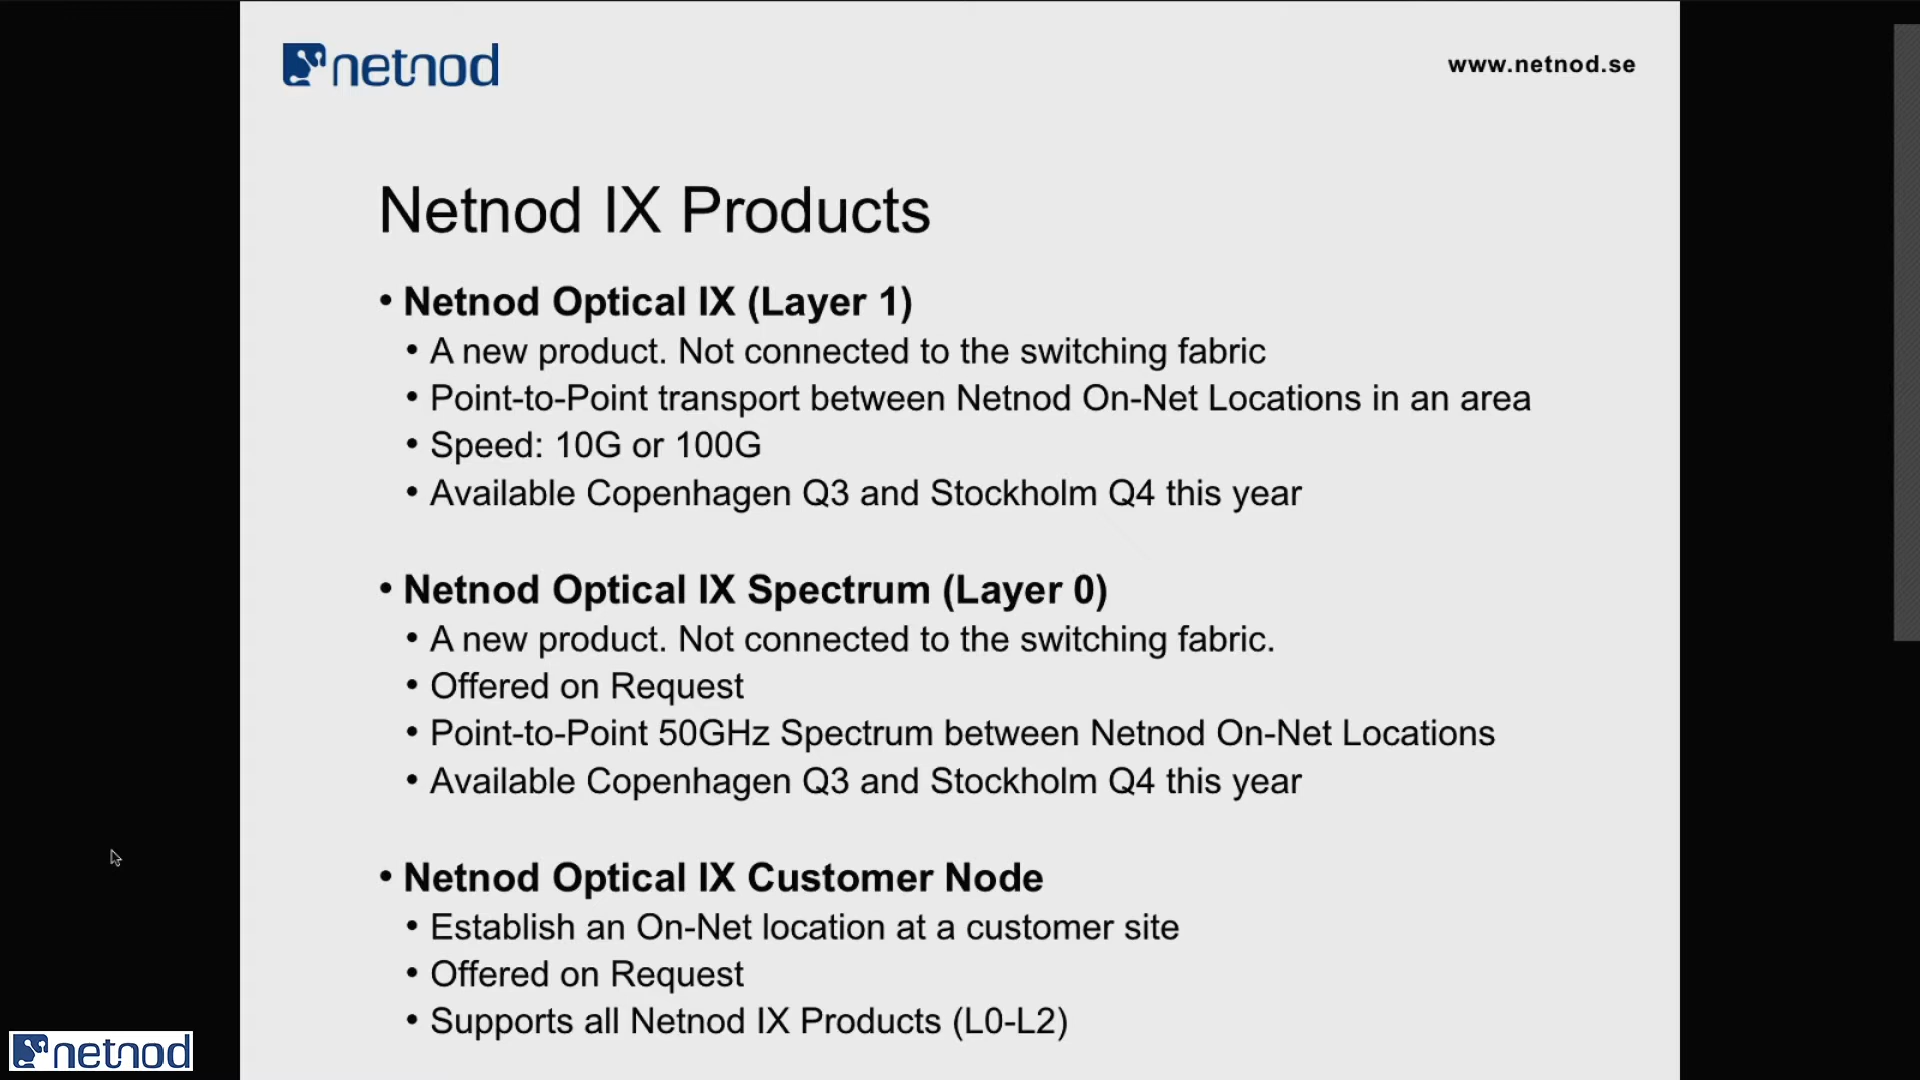 netnod
www.netnod.se
Netnod IX Products
• Netnod Optical IX (Layer 1)
• A new product. Not connected to the switching fabric
• Point-to-Point transport between Netnod On-Net Locations in an area
• Speed: 10G or 100G
• Available Copenhagen Q3 and Stockholm Q4 this year
• Netnod Optical IX Spectrum (Layer 0)
• A new product. Not connected to the switching fabric.
• Offered on Request
• Point-to-Point 50GHz Spectrum between Netnod On-Net Locations
• Available Copenhagen Q3 and Stockholm Q4 this year
• Netnod Optical IX Customer Node
• Establish an On-Net location at a customer site
• Offered on Request
• Supports all Netnod IX Products (L0-L2)
netnod